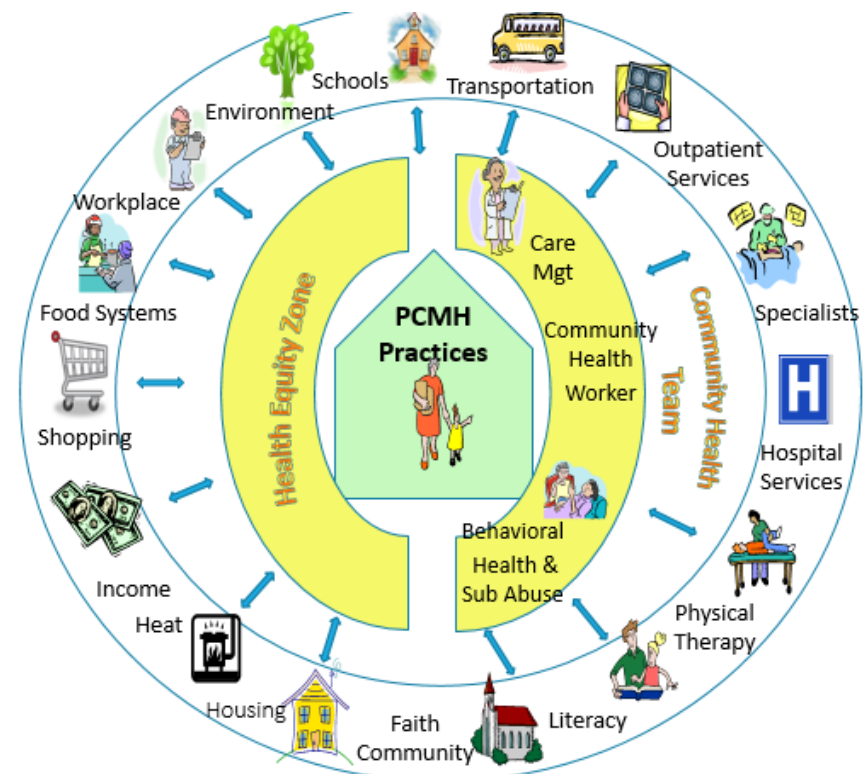 Schools
Transportation
Environment
Outpatient
Services
Workplace
Care
Mgt
Food Systems
Specialists
PCMH
Practices
Community
Health
Worker
Health Equity Zone
Community Health
Team
Shopping
H
Hospital
Services
Behavioral
Health &
Sub Abuse
Income
Heat
Physical
Therapy
Housing
Faith
Community
Literacy